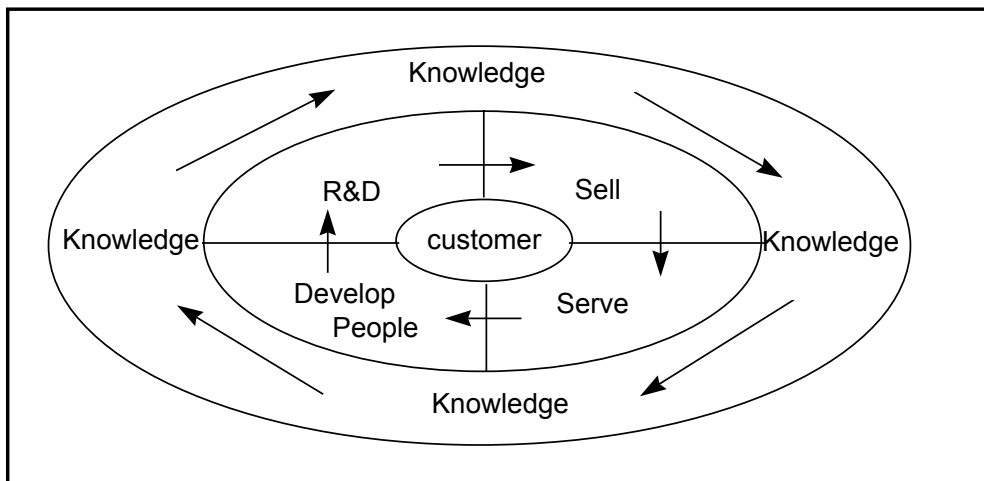 Knowledge
R&D
Sell
Knowledge
customer
Knowledge
Develop
People
Serve
Knowledge